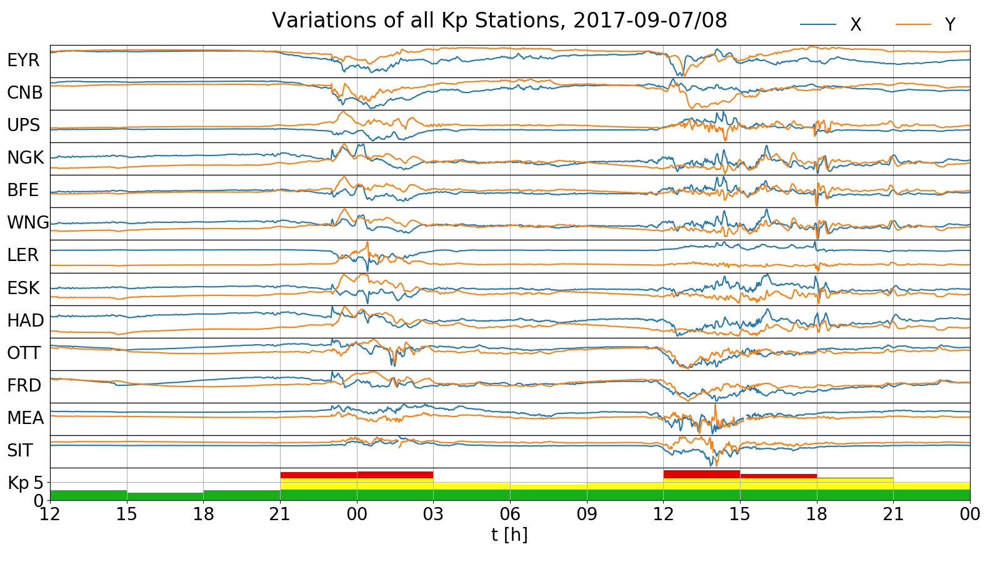 Variations of all Kp Stations, 2017-09-07/08
X Y
EYR
CNB
UPS
NGK
BFE
WNG
LER
ESK
HAD
OTT
FRD
MEA
SIT
Kp 5
0
12 15 18 21 00 03 06 09 12 15 18 21 00
t [h]